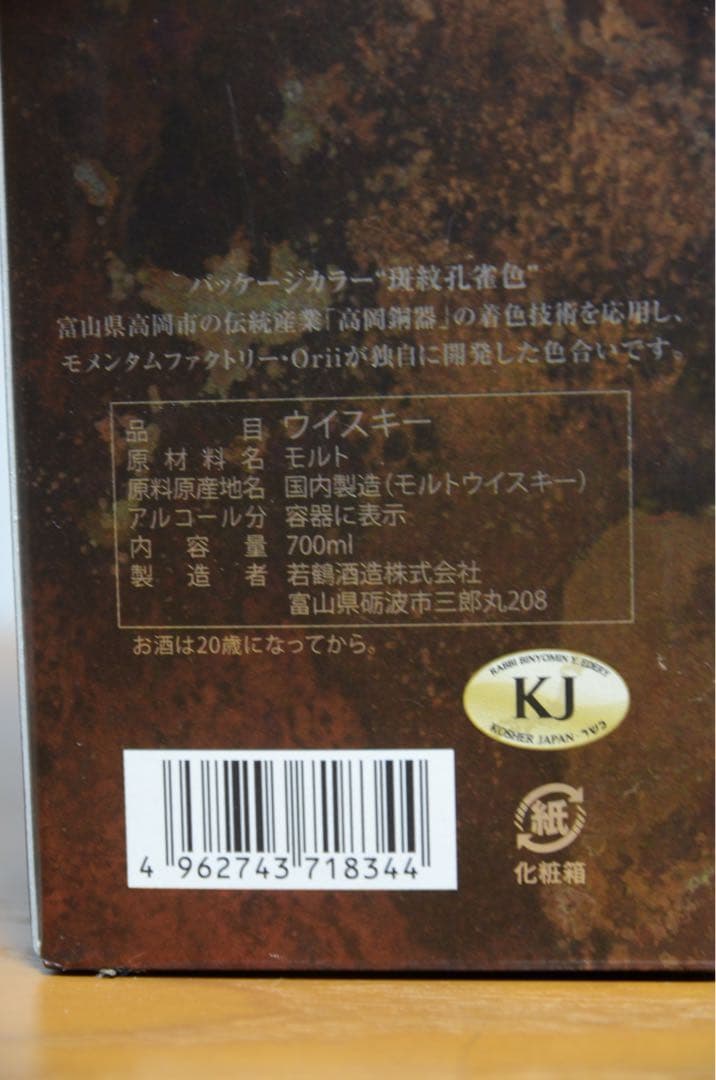 パッケージカラー“斑紋孔雀色”
富山県高岡市の伝統産業「高岡銅器」の着色技術を応用し、
モメンタムファクトリー・Oriiが独自に開発した色合いです。
品目 ウイスキー
原材料名 モルト
原料原産地名 国内製造（モルトウイスキー）
アルコール分 容器に表示
内容量 700ml
製造者 若鶴酒造株式会社
富山県砺波市三郎丸208
お酒は20歳になってから。
RABBI BINYOMIN Y. EDERY
KJ
KOSHER JAPAN - כשר
紙
化粧箱
4 962743 718344